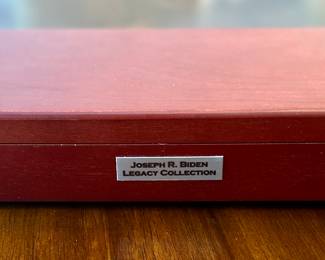 Joseph R. Biden
Legacy Collection